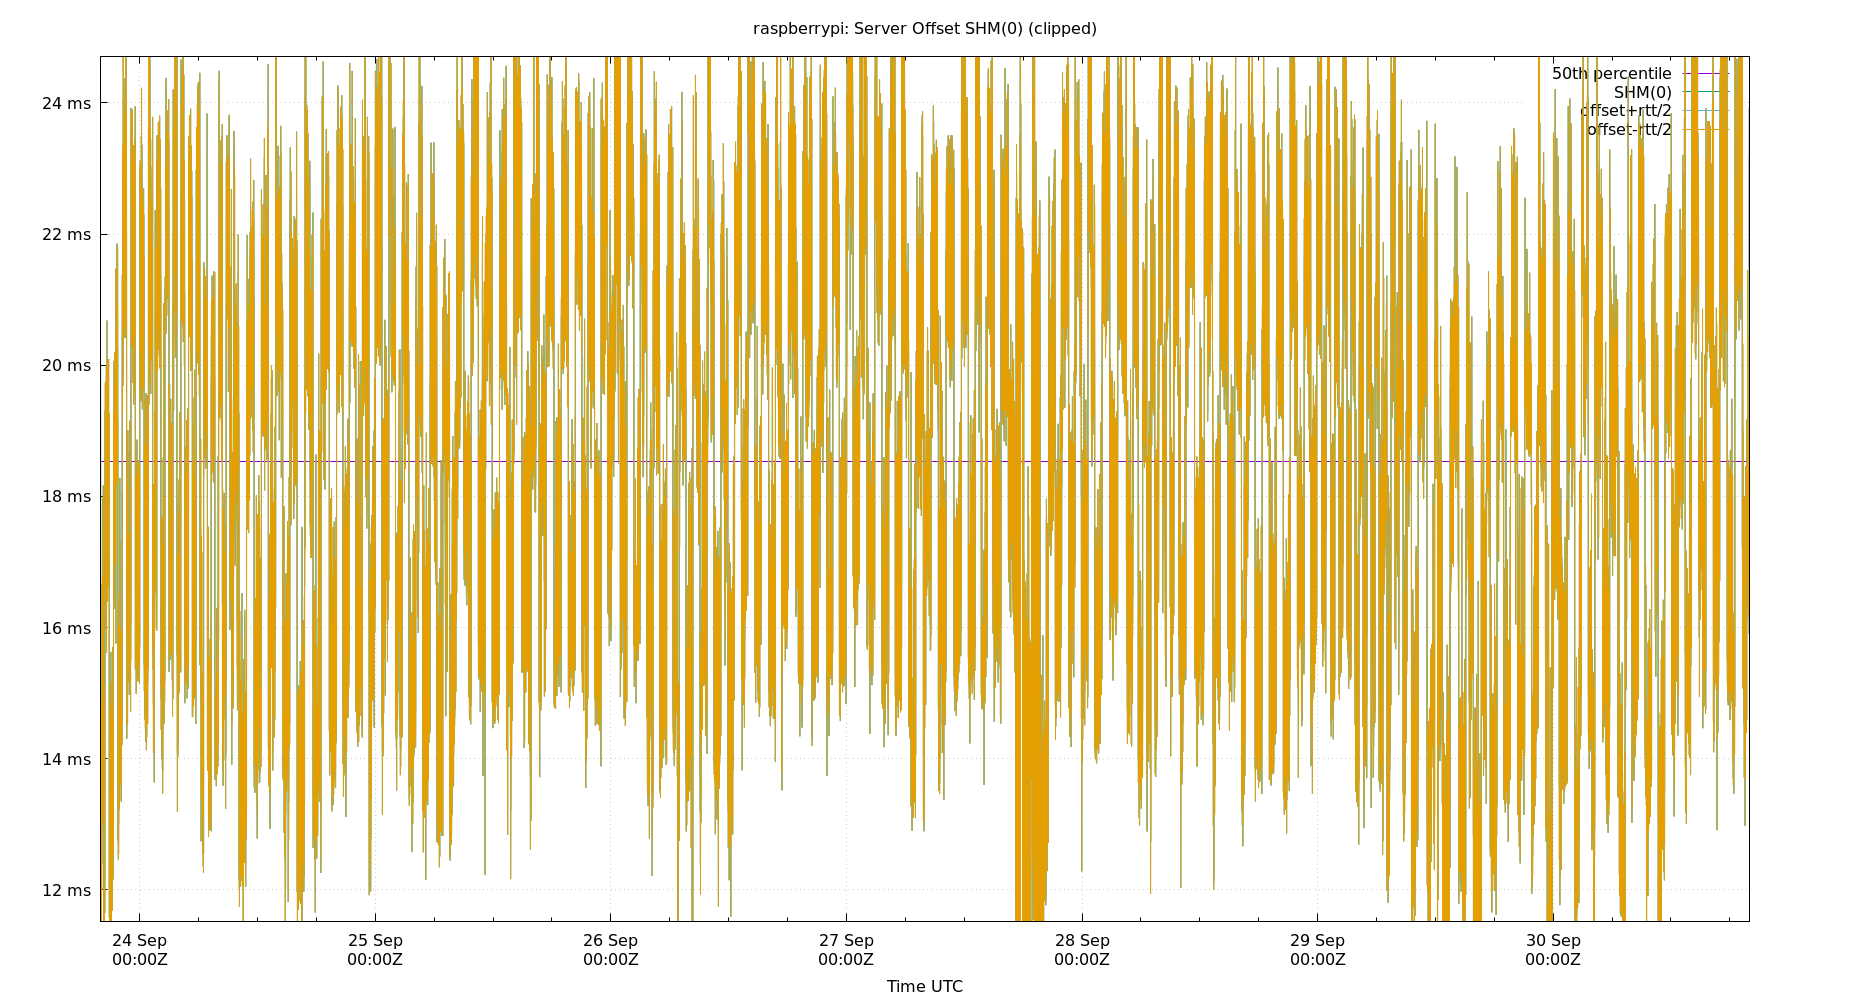 raspberrypi: Server Offset SHM(0) (clipped)
50th percentile
SHM(0)
offset+rtt/2
offset-rtt/2
24 ms
22 ms
20 ms
18 ms
16 ms
14 ms
12 ms
24 Sep
00:00Z
25 Sep
00:00Z
26 Sep
00:00Z
27 Sep
00:00Z
28 Sep
00:00Z
29 Sep
00:00Z
30 Sep
00:00Z
Time UTC